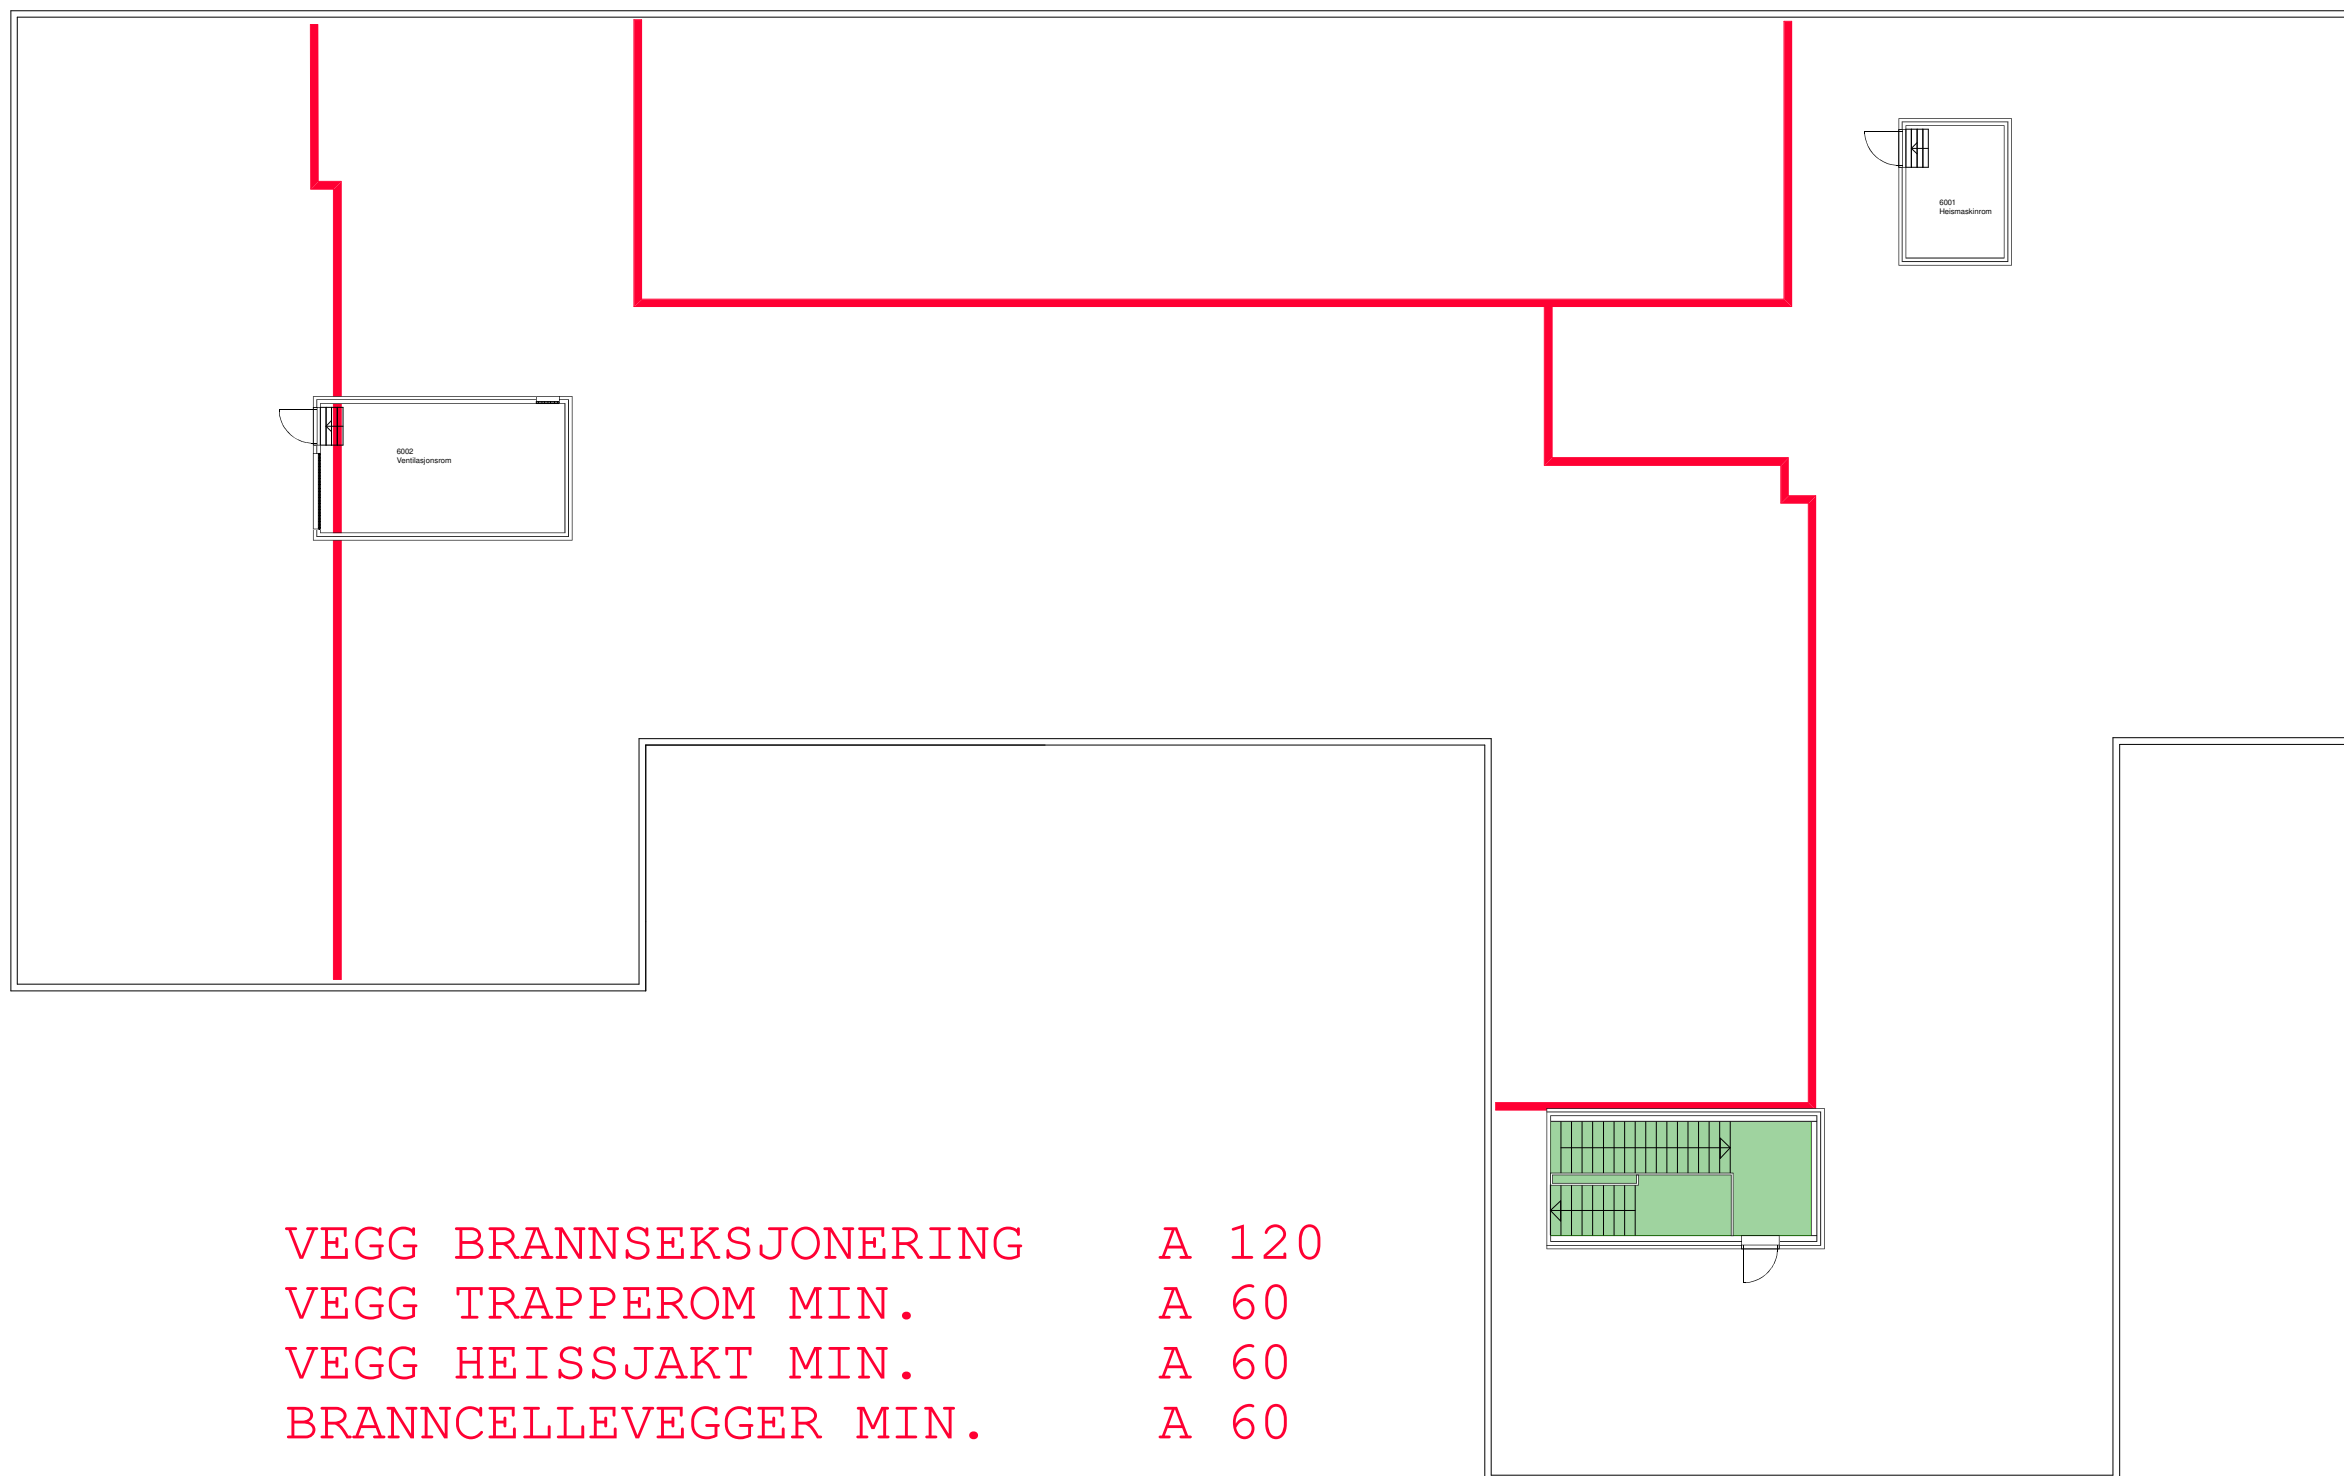 6001
Heismaskinrom
6002
Ventilasjonsrom
VEGG BRANNSEKSJONERING A 120
VEGG TRAPPEROM MIN. A 60
VEGG HEISSJAKT MIN. A 60
BRANNCELLEVEGGER MIN. A 60